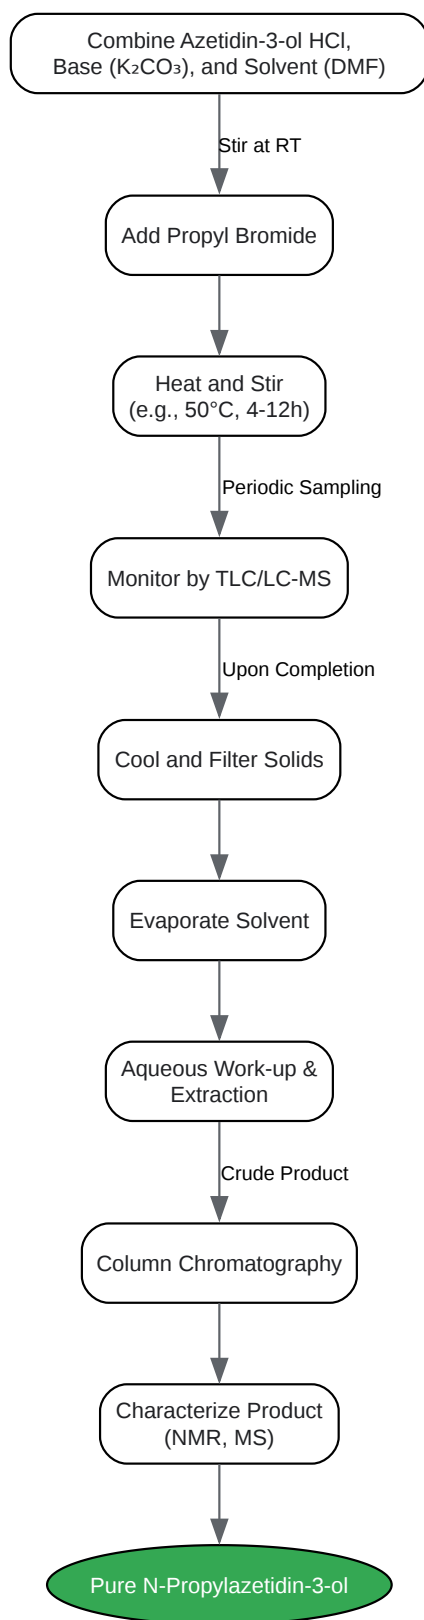 Combine Azetidin-3-ol HCl,
Base (K₂CO₃), and Solvent (DMF)
Stir at RT
Add Propyl Bromide
Heat and Stir
(e.g., 50°C, 4-12h)
Periodic Sampling
Monitor by TLC/LC-MS
Upon Completion
Cool and Filter Solids
Evaporate Solvent
Aqueous Work-up &
Extraction
Crude Product
Column Chromatography
Characterize Product
(NMR, MS)
Pure N-Propylazetidin-3-ol